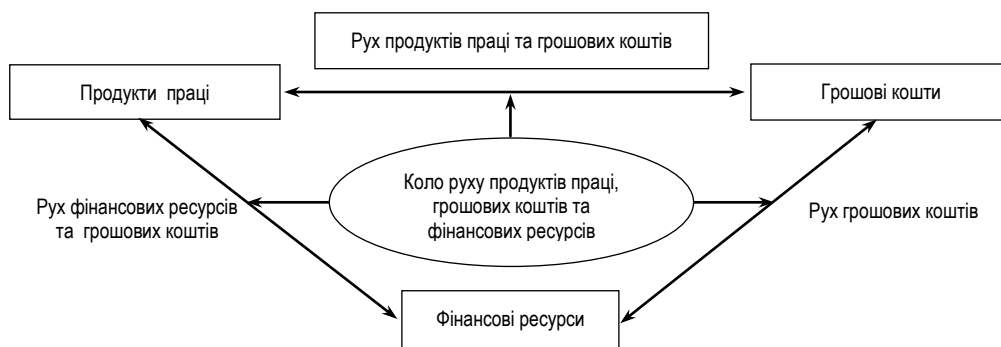 Рух продуктів праці та грошових коштів
Продукти праці
Грошові кошти
Коло руху продуктів праці,
грошових коштів та
фінансових ресурсів
Рух фінансових ресурсів
та грошових коштів
Рух грошових коштів
Фінансові ресурси